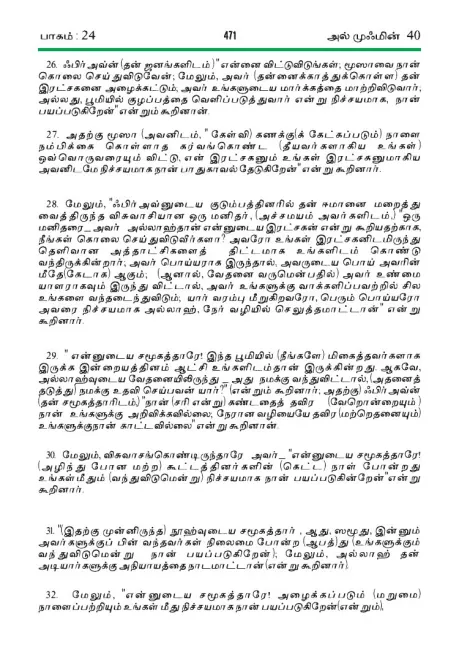 பாகம் : 24 471 அல் முஃமின் 40
26. ஃபிர்அவ்ன் (தன் ஜனங்களிடம்) "என்னை விட்டுவிடுங்கள்; மூஸாவை நான்
கொலை செய்துவிடுவேன்; மேலும், அவர் (தன்னைக்காத்துக்கொள்ள) தன்
இரட்சகனை அழைக்கட்டும்; அவர் உங்களுடைய மார்க்கத்தை மாற்றிவிடுவார்;
அல்லது, பூமியில் குழப்பத்தை வெளிப்படுத்துவார் என்று நிச்சயமாக, நான்
பயப்படுகிறேன்" என்றும் கூறினான்.
27. அதற்கு மூஸா (அவனிடம், " கேள்வி) கணக்கு(க் கேட்கப்படும்) நாளை
நம்பிக்கை கொள்ளாத கர்வங்கொண்ட (தீயவர்களாகிய உங்கள்)
ஒவ்வொருவரையும் விட்டு, என் இரட்சகனும் உங்கள் இரட்சகனுமாகிய
அவனிடமே நிச்சயமாக நான் பாதுகாவல் தேடுகிறேன்" என்று கூறினார்.
28. மேலும், "ஃபிர்அவ்னுடைய குடும்பத்தினரில் தன் ஈமானை மறைத்து
வைத்திருந்த விசுவாசியான ஒரு மனிதர், (அச்சமயம் அவர்களிடம்,) "ஒரு
மனிதரை_ அவர் அல்லாஹ்தான் என்னுடைய இரட்சகன் என்று கூறியதற்காக,
நீங்கள் கொலை செய்துவிடுவீர்களா? அவரோ உங்கள் இரட்சகனிடமிருந்து
தெளிவான அத்தாட்சிகளைத் திட்டமாக உங்களிடம் கொண்டு
வந்திருக்கின்றார்; அவர் பொய்யராக இருந்தால், அவருடைய பொய் அவரின்
மீதே(கேடாக) ஆகும்; (ஆனால், வேதனை வருமென்பதில்) அவர் உண்மை
யாளராகவும் இருந்து விட்டால், அவர் உங்களுக்கு வாக்களிப்பவற்றில் சில
உங்களை வந்தடைந்துவிடும்; யார் வரம்பு மீறுகிறவரோ, பெரும் பொய்யரோ
அவரை நிச்சயமாக அல்லாஹ், நேர் வழியில் செலுத்தமாட்டான்" என்று
கூறினார்.
29. " என்னுடைய சமூகத்தாரே! இந்த பூமியில் (நீங்களே) மிகைத்தவர்களாக
இருக்க இன்றையத்தினம் ஆட்சி உங்களிடம்தான் இருக்கின்றது. ஆகவே,
அல்லாஹ்வுடைய வேதனையிலிருந்து _ அது நமக்கு வந்துவிட்டால், (அதனைத்
தடுத்து) நமக்கு உதவி செய்பவன் யார்?" (என்றும் கூறினார்; அதற்கு) ஃபிர்அவ்ன்
(தன் சமூகத்தாரிடம்,)"நான் (சரி என்று) கண்டதைத் தவிர (வேறொன்றையும்)
நான் உங்களுக்கு அறிவிக்கவில்லை; நேரான வழியையே தவிர (மற்றெதனையும்)
உங்களுக்குநான் காட்டவில்லை" என்று கூறினான்.
30. மேலும், விசுவாசங்கொண்டிருந்தாரே அவர்_ "என்னுடைய சமூகத்தாரே!
(அழிந்து போன மற்ற) கூட்டத்தினர்களின் (கெட்ட) நாள் போன்றது
உங்கள்மீதும் (வந்துவிடுமென்று) நிச்சயமாக நான் பயப்படுகின்றேன்"என்று
கூறினார்.
31. "(இதற்கு முன்னிருந்த) நூஹ்வுடைய சமூகத்தார் , ஆது, ஸமூது, இன்னும்
அவர்களுக்குப் பின் வந்தவர்கள் நிலைமை போன்ற (ஆபத்)து (உங்களுக்கும்
வந்துவிடுமென்று நான் பயப்படுகிறேன்); மேலும், அல்லாஹ் தன்
அடியார்களுக்கு அநியாயத்தை நாடமாட்டான்(என்று கூறினார்).
32. மேலும், "என்னுடைய சமூகத்தாரே! அழைக்கப்படும் (மறுமை)
நாளைப்பற்றியும் உங்கள் மீது நிச்சயமாக நான் பயப்படுகிறேன்(என்றும்),